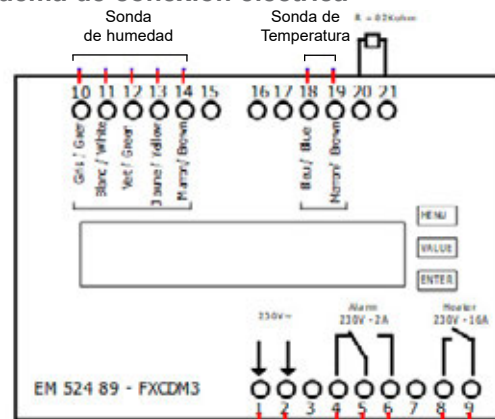 Sonda de humedad
Sonda de Temperatura
R = 82Kohm
10 11 12 13 14 15 16 17 18 19 20 21
Gris / Grey
Blanc / White
Vert / Green
Jaune / Yellow
Marron / Brown
Bleu / Blue
Marron / Brown
MENU
VALUE
ENTER
230V~
Alarm
230V - 2A
Heater
230V - 16A
EM 524 89 - FXCDM3
1 2 3 4 5 6 7 8 9